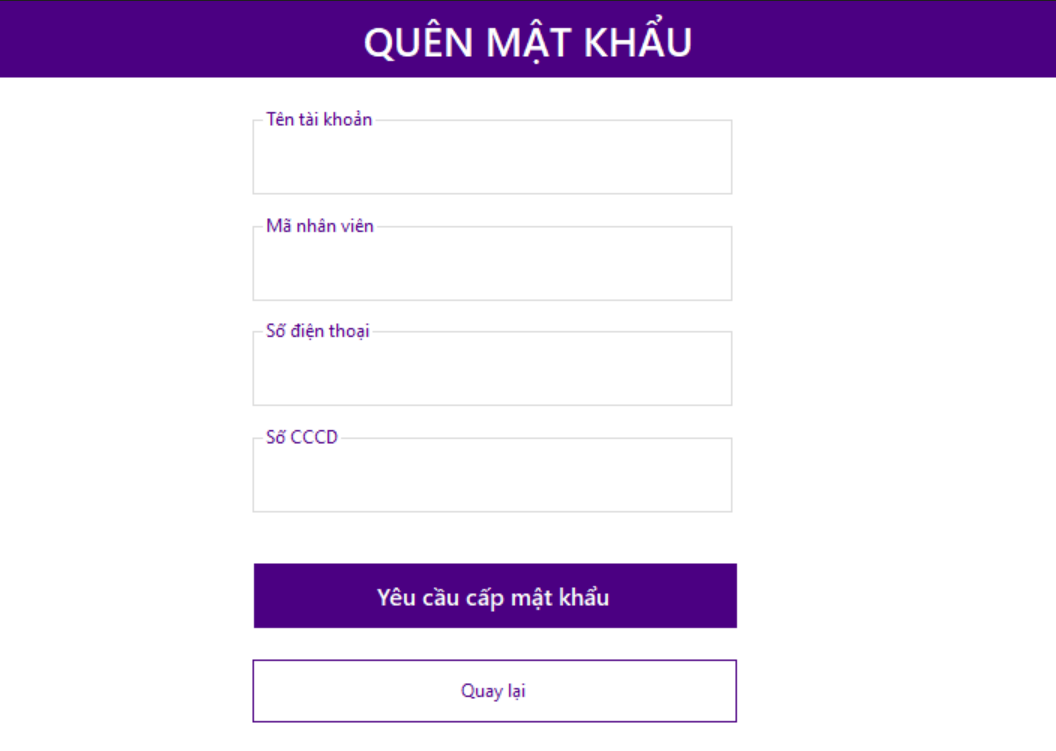 QUÊN MẬT KHẨU
Tên tài khoản
Mã nhân viên
Số điện thoại
Số CCCD
Yêu cầu cấp mật khẩu
Quay lại